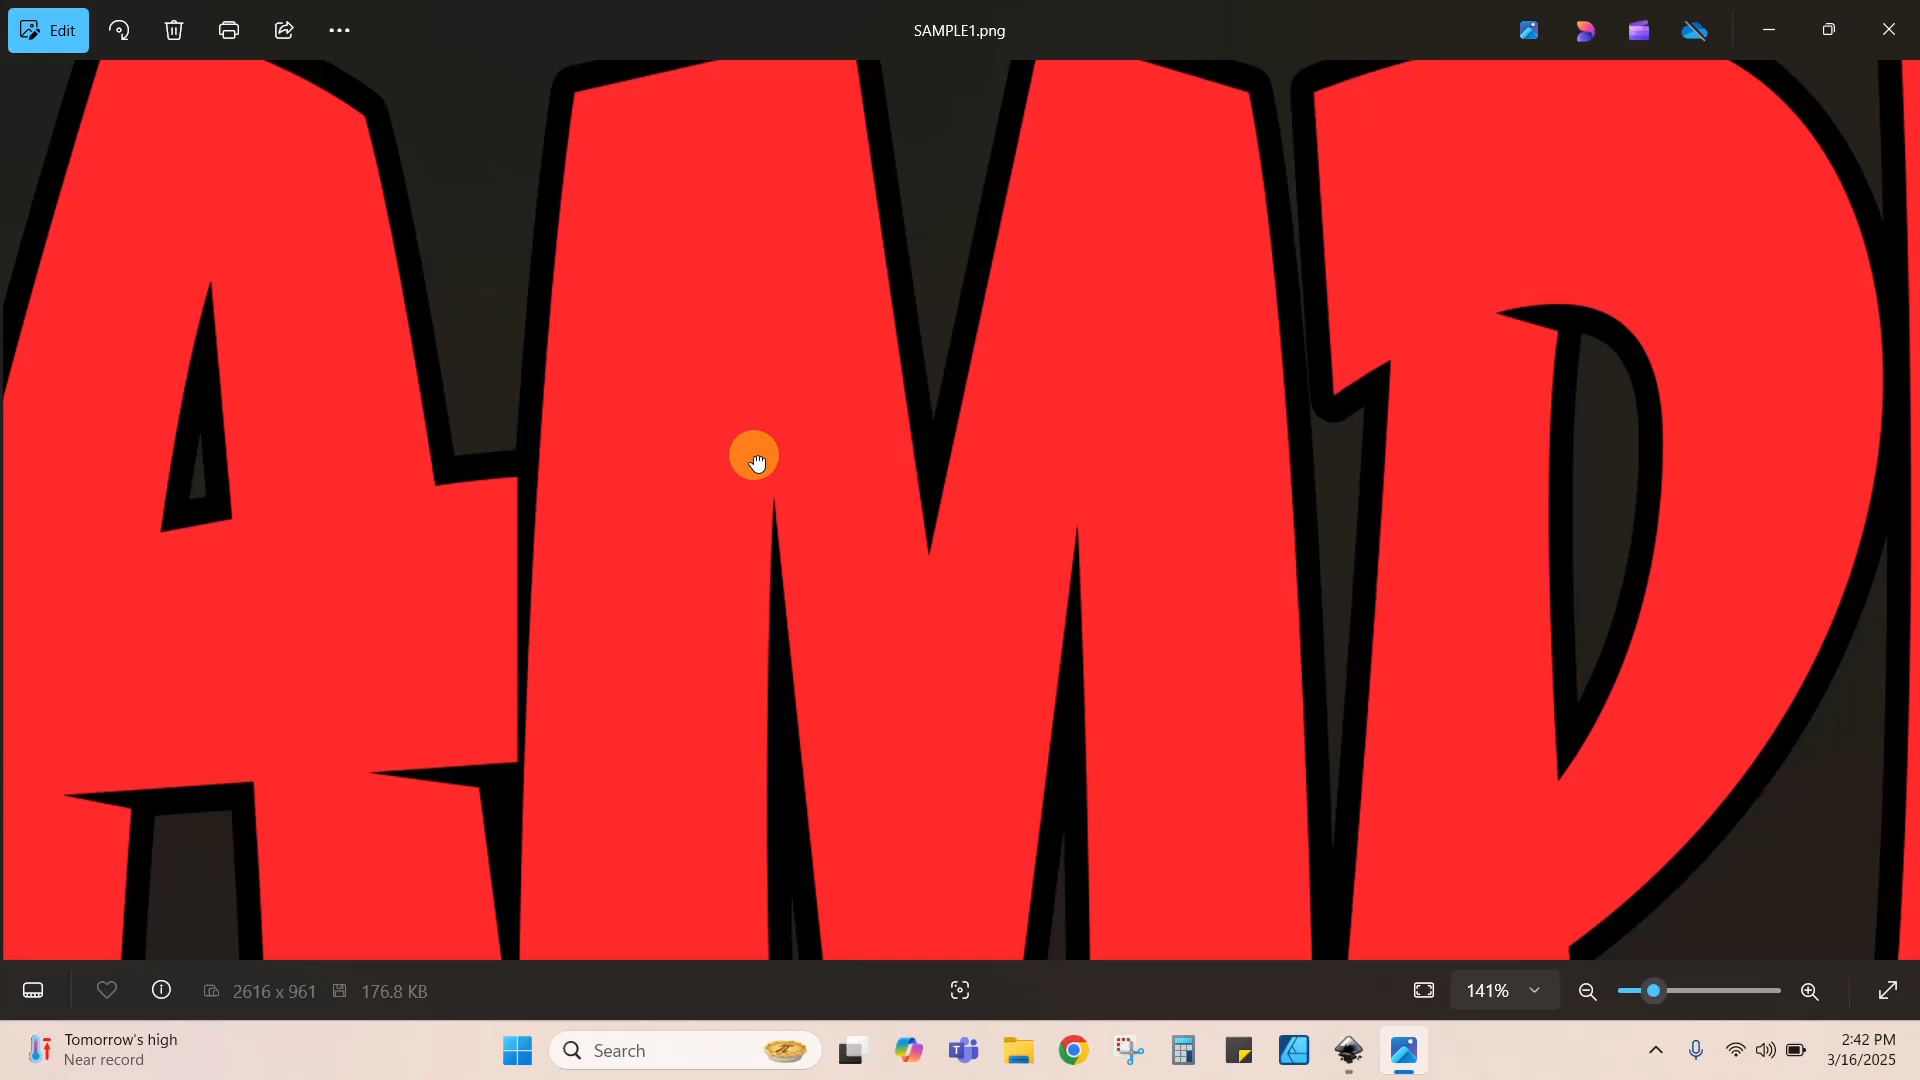 Edit
SAMPLE1.png
AMP
2616 x 961
176.8 KB
141%
Tomorrow's high
Near record
Search
2:42 PM
3/16/2025